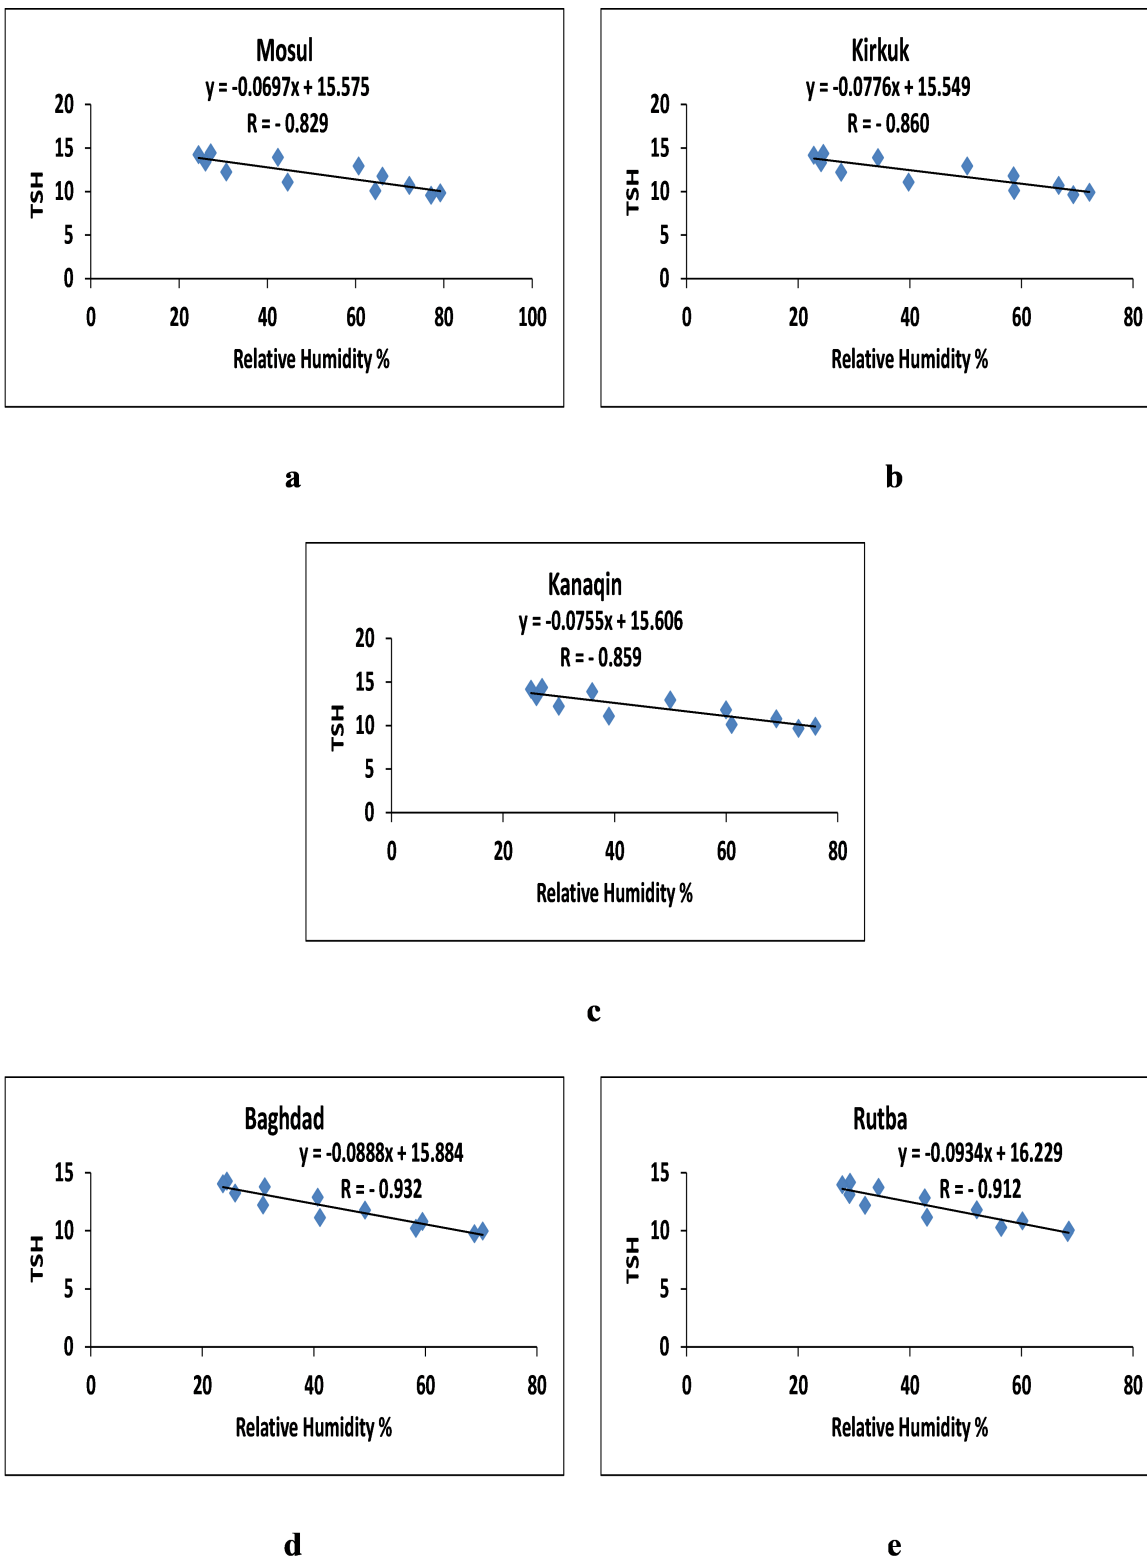 Mosul
y = -0.0697x + 15.575
R = - 0.829
20
15
10
5
0
TSH
0 20 40 60 80 100
Relative Humidity %
a
Kirkuk
y = -0.0776x + 15.549
R = - 0.860
20
15
10
5
0
TSH
0 20 40 60 80
Relative Humidity %
b
Kanaqin
y = -0.0755x + 15.606
R = - 0.859
20
15
10
5
0
TSH
0 20 40 60 80
Relative Humidity %
c
Baghdad
y = -0.0888x + 15.884
R = - 0.932
15
10
5
0
TSH
0 20 40 60 80
Relative Humidity %
d
Rutba
y = -0.0934x + 16.229
R = - 0.912
15
10
5
0
TSH
0 20 40 60 80
Relative Humidity %
e